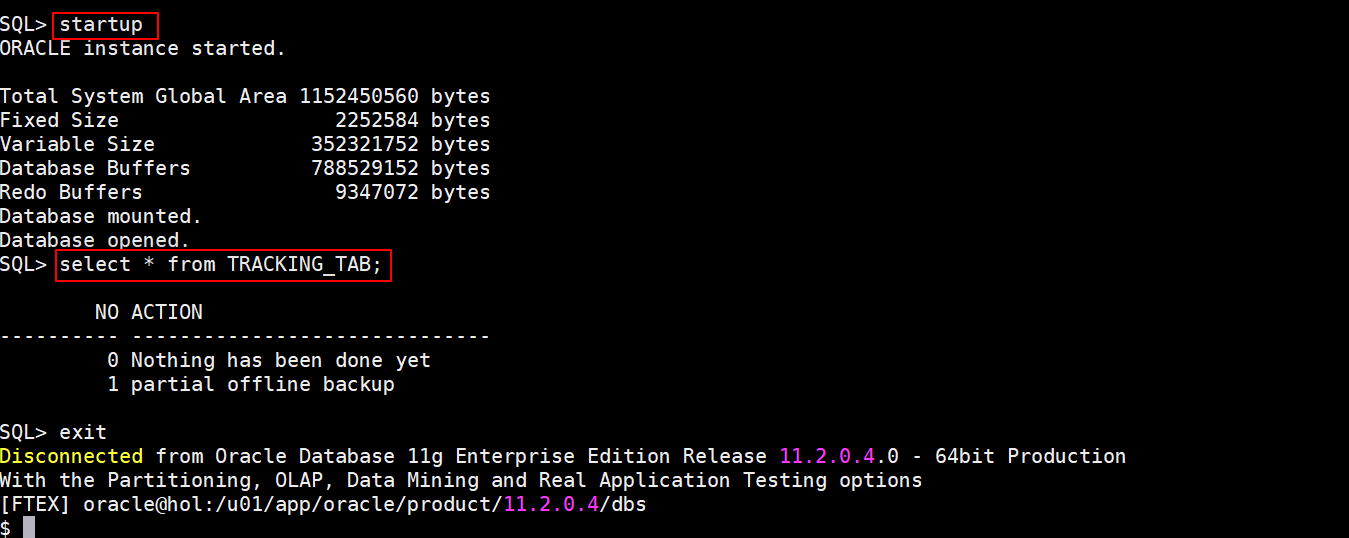 SQL> startup
ORACLE instance started.
Total System Global Area 1152450560 bytes
Fixed Size                  2252584 bytes
Variable Size             352321752 bytes
Database Buffers          788529152 bytes
Redo Buffers                9347072 bytes
Database mounted.
Database opened.
SQL> select * from TRACKING_TAB;
        NO ACTION
---------- ------------------------------
         0 Nothing has been done yet
         1 partial offline backup
SQL> exit
Disconnected from Oracle Database 11g Enterprise Edition Release 11.2.0.4.0 - 64bit Production
With the Partitioning, OLAP, Data Mining and Real Application Testing options
[FTEX] oracle@hol:/u01/app/oracle/product/11.2.0.4/dbs
$